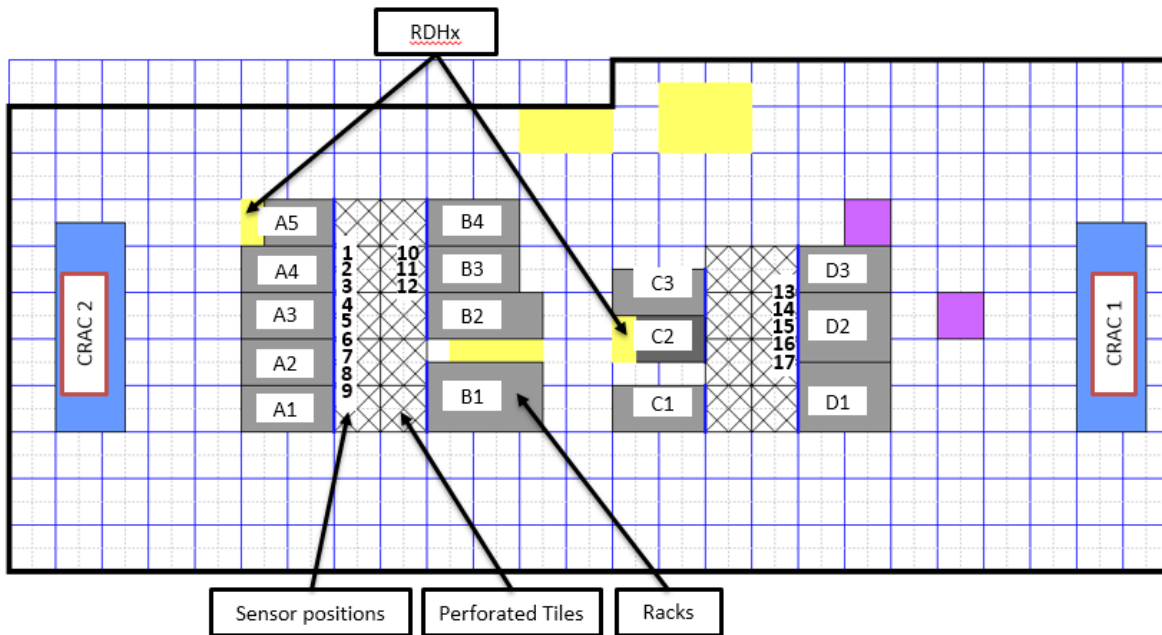 RDHx
A5
B4
1
10
A4
2
11
B3
D3
3
12
C3
13
A3
4
B2
14
CRAC 2
5
C2
15
D2
CRAC 1
6
16
A2
7
17
8
A1
9
B1
C1
D1
Sensor positions
Perforated Tiles
Racks